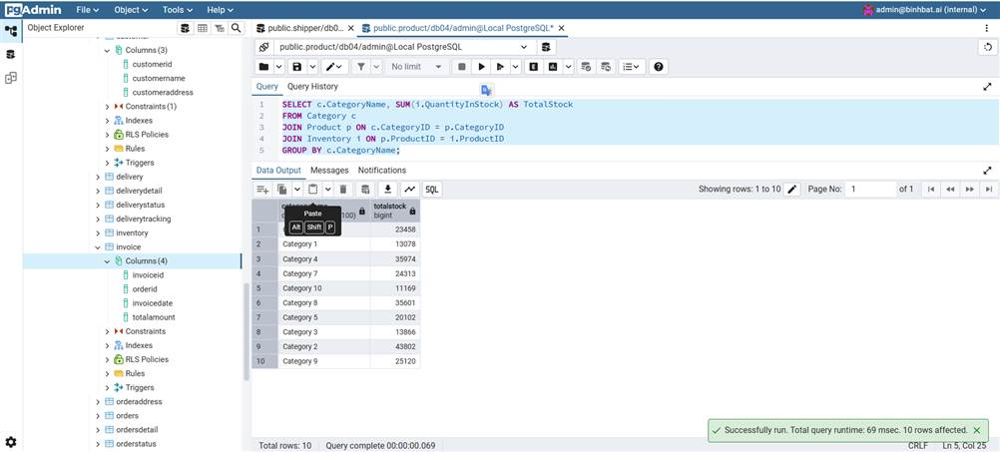 pgAdmin File Object Tools Help admin@binhbat.ai (internal)
Object Explorer
public.shipper/db0... public.product/db04/admin@Local PostgreSQL*
public.product/db04/admin@Local PostgreSQL
No limit
Query Query History
1 SELECT c.CategoryName, SUM(i.QuantityInStock) AS TotalStock
2 FROM Category c
3 JOIN Product p ON c.CategoryID = p.CategoryID
4 JOIN Inventory i ON p.ProductID = i.ProductID
5 GROUP BY c.CategoryName;
customer
Columns (3)
customerid
customername
customeraddress
Constraints (1)
Indexes
RLS Policies
Rules
Triggers
delivery
deliverydetail
deliverystatus
deliverytracking
inventory
invoice
Columns (4)
invoiceid
orderid
invoicedate
totalamount
Constraints
Indexes
RLS Policies
Rules
Triggers
orderaddress
orders
ordersdetail
orderstatus
Data Output Messages Notifications
SQL
Showing rows: 1 to 10 Page No: 1 of 1
Paste
Alt Shift P
100)
totalstock
bigint
1 23458
2 Category 1 13078
3 Category 4 35974
4 Category 7 24313
5 Category 10 11169
6 Category 8 35601
7 Category 5 20102
8 Category 3 13866
9 Category 2 43802
10 Category 9 25120
Successfully run. Total query runtime: 69 msec. 10 rows affected.
Total rows: 10 Query complete 00:00:00.069 CRLF Ln 5, Col 25